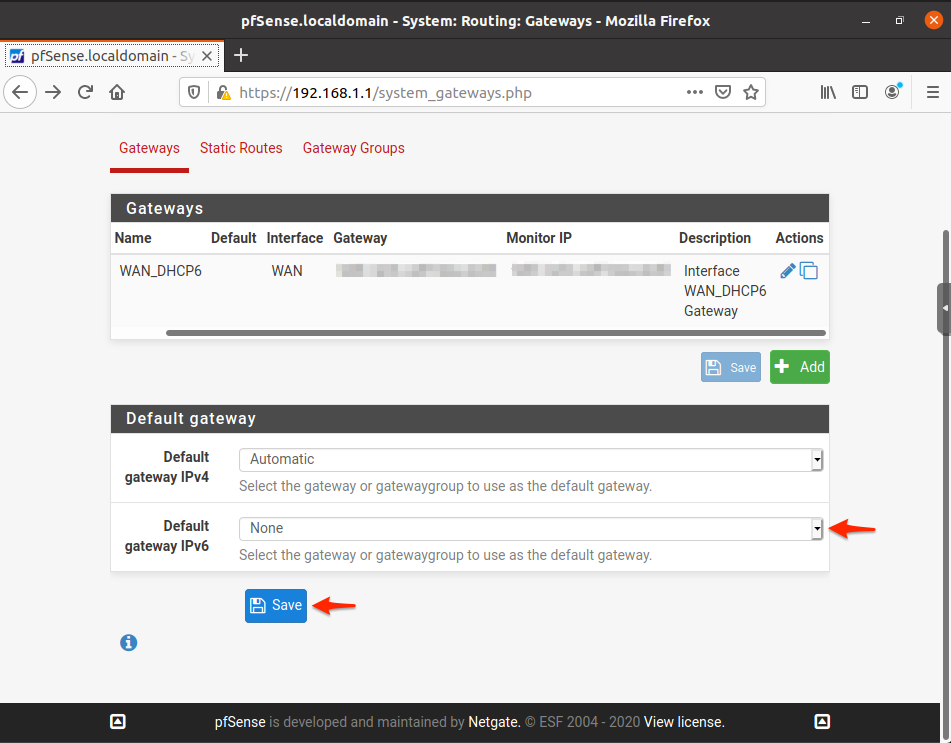 pfSense.localdomain - System: Routing: Gateways - Mozilla Firefox
pfSense.localdomain - Sy
https://192.168.1.1/system_gateways.php
Gateways Static Routes Gateway Groups
Gateways
Name Default Interface Gateway Monitor IP Description Actions
WAN_DHCP6 WAN Interface
WAN_DHCP6
Gateway
Save Add
Default gateway
Default
gateway IPv4
Automatic
Select the gateway or gatewaygroup to use as the default gateway.
Default
gateway IPv6
None
Select the gateway or gatewaygroup to use as the default gateway.
Save
pfSense is developed and maintained by Netgate. © ESF 2004 - 2020 View license.